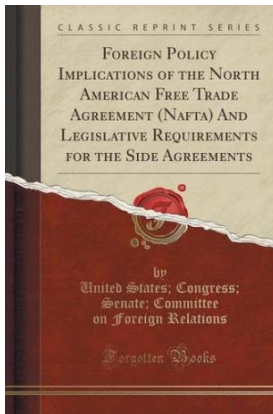 CLASSIC REPRINT SERIES
FOREIGN POLICY
IMPLICATIONS OF THE NORTH
AMERICAN FREE TRADE
AGREEMENT (NAFTA) AND
LEGISLATIVE REQUIREMENTS
FOR THE SIDE AGREEMENTS
by
United States; Congress;
Senate; Committee
on Foreign Relations
Forgotten Books